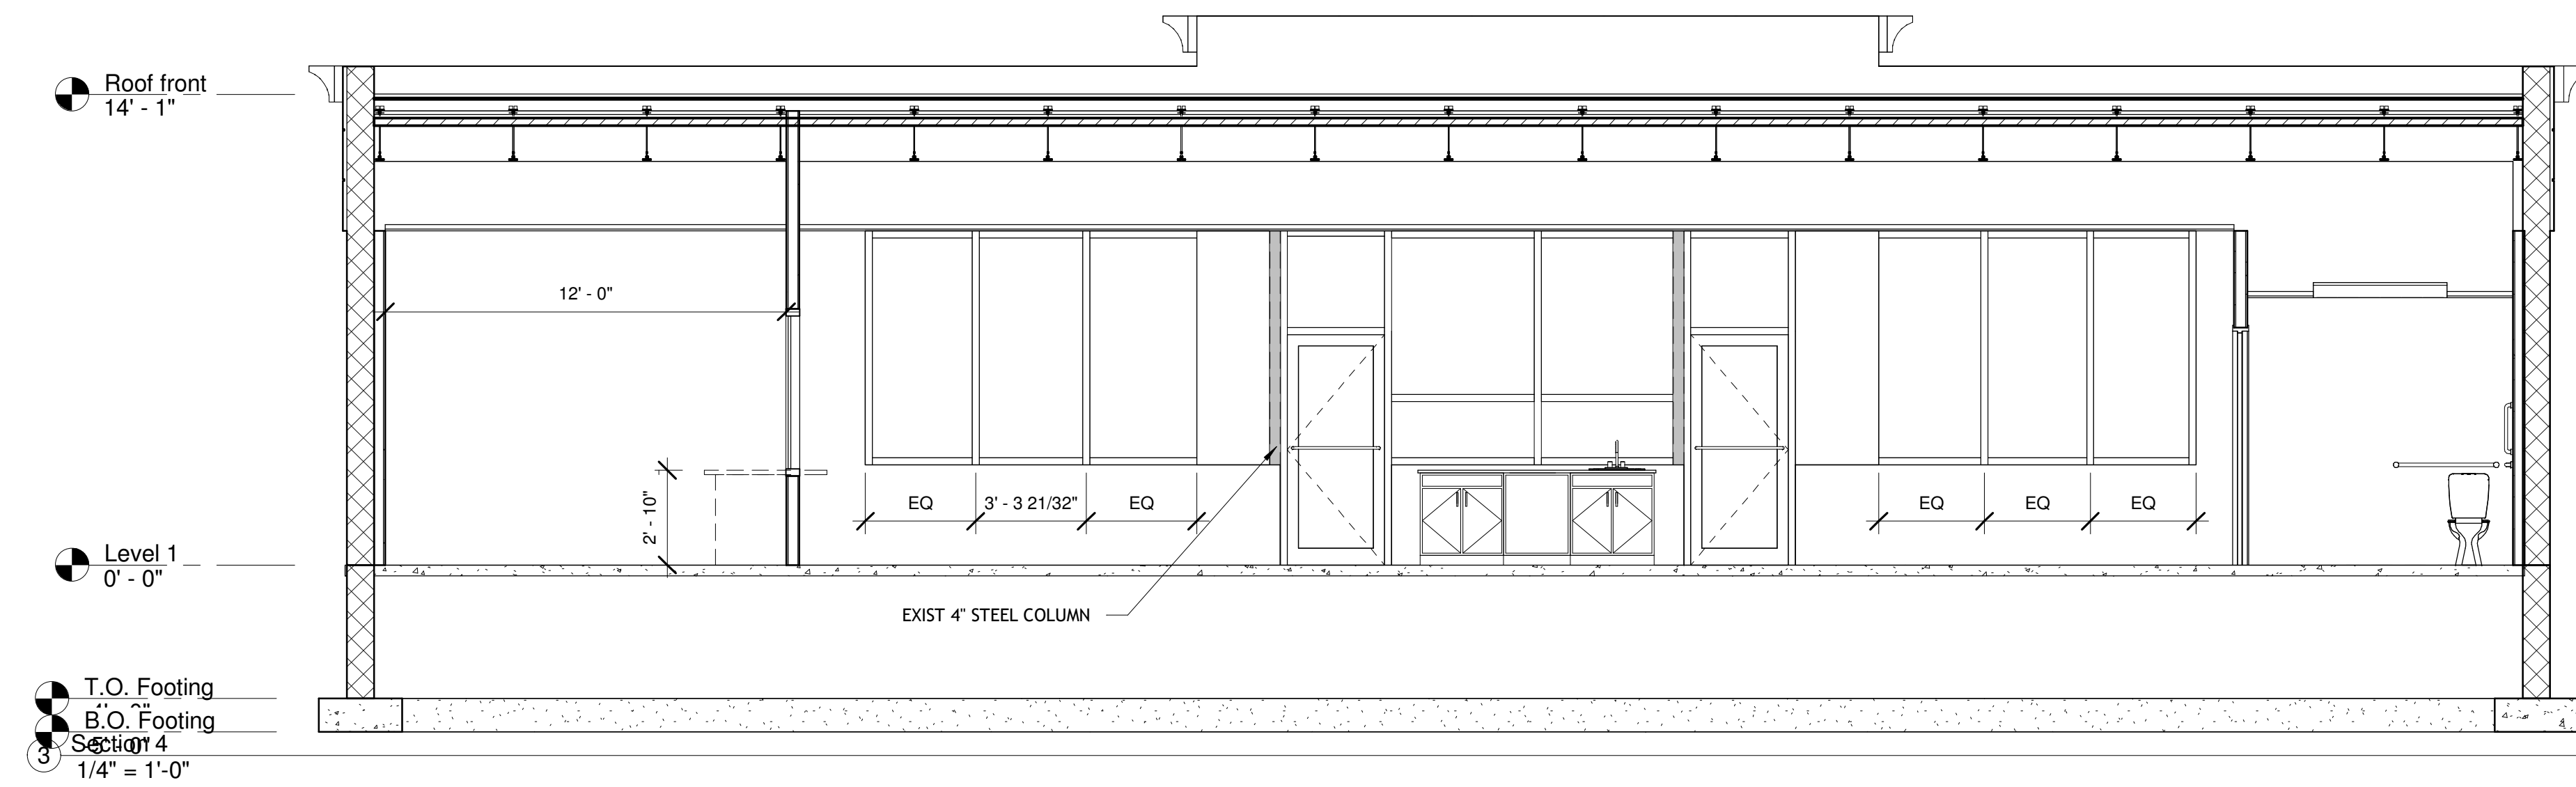 Roof front
14' - 1"
12' - 0"
2' - 10"
EQ 3' - 3 21/32" EQ
EQ EQ EQ
Level 1
0' - 0"
EXIST 4" STEEL COLUMN
T.O. Footing
B.O. Footing
3 Section 4
1/4" = 1'-0"